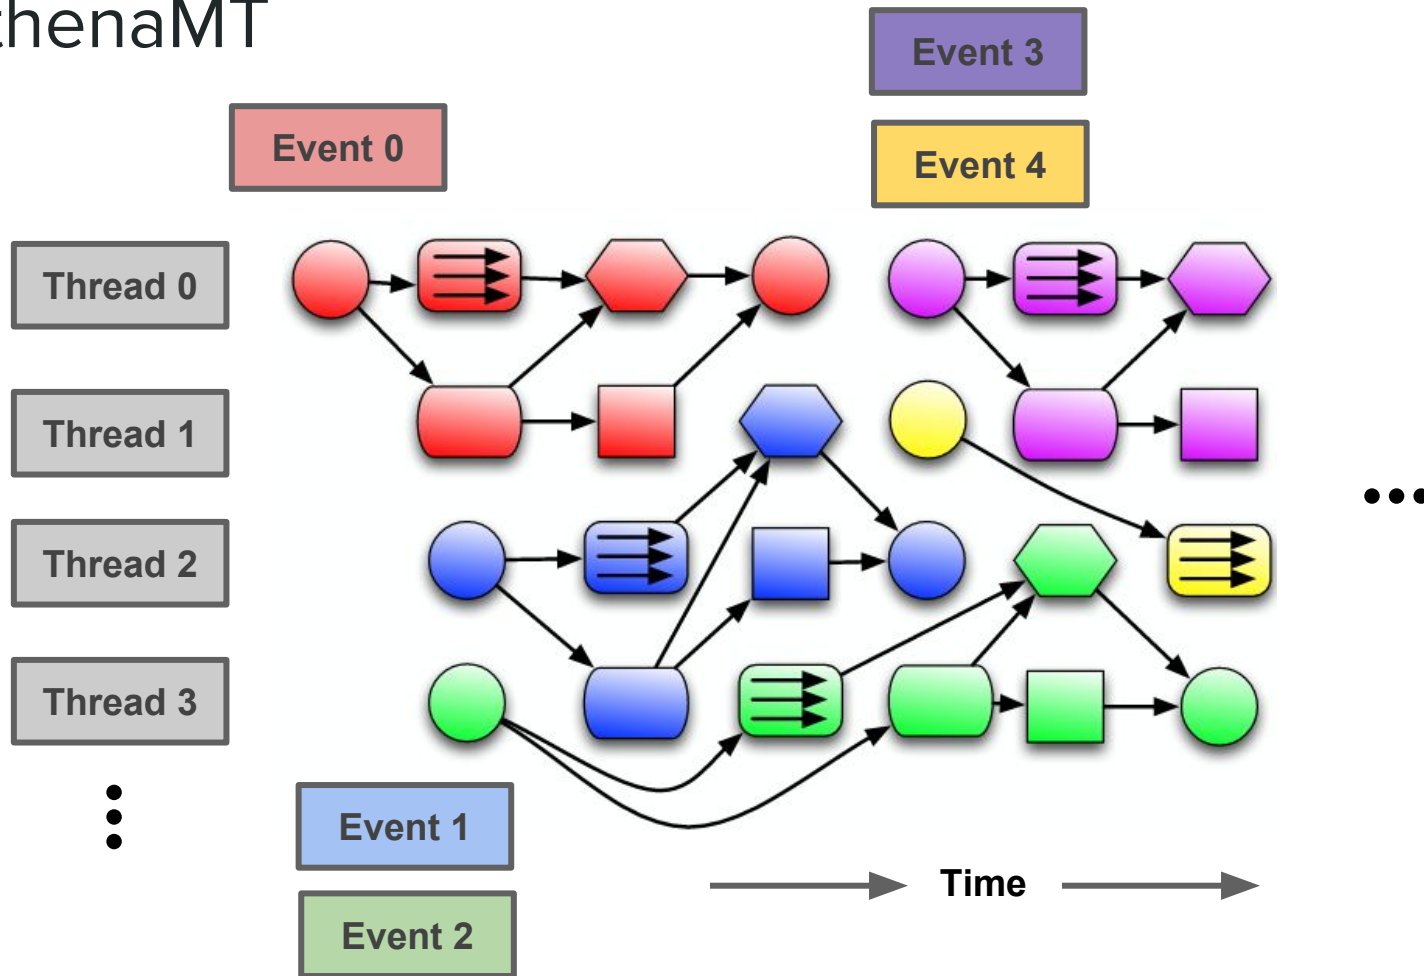 thenaMT
Event 3
Event 0
Event 4
Thread 0
Thread 1
Thread 2
Thread 3
Event 1
Time
Event 2